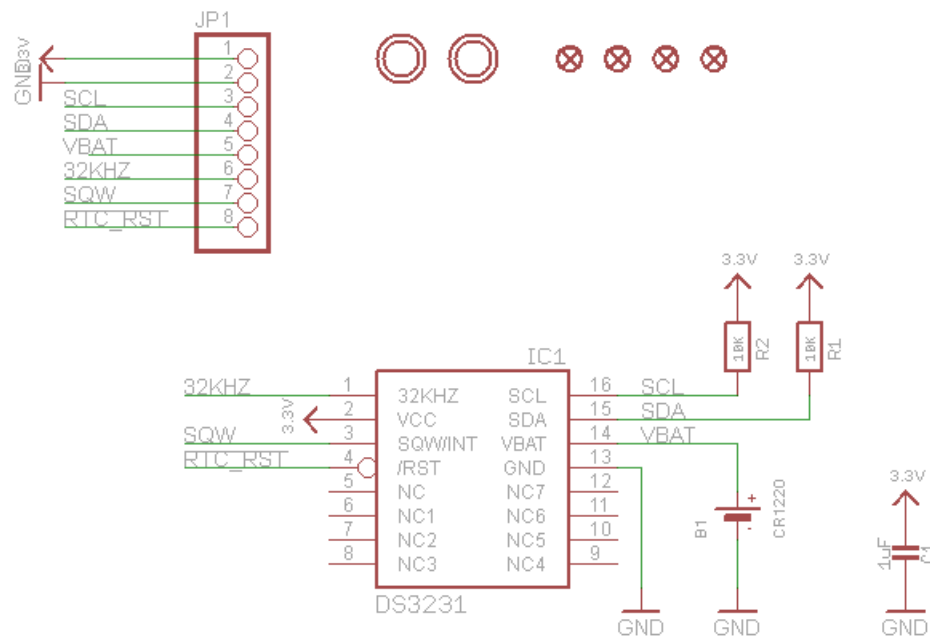 JP1
3.3V
1
GND
2
SCL
3
SDA
4
VBAT
5
32KHZ
6
SQW
7
RTC_RST
8
3.3V 3.3V
10K R2 10K R1
IC1
32KHZ 1 32KHZ SCL 16 SCL
3.3V 2 VCC SDA 15 SDA
SQW 3 SQW/INT VBAT 14 VBAT
RTC_RST 4 /RST GND 13
5 NC NC7 12
6 NC1 NC6 11
7 NC2 NC5 10
8 NC3 NC4 9
DS3231
B1 + - CR1220
3.3V
1uF C1
GND GND GND